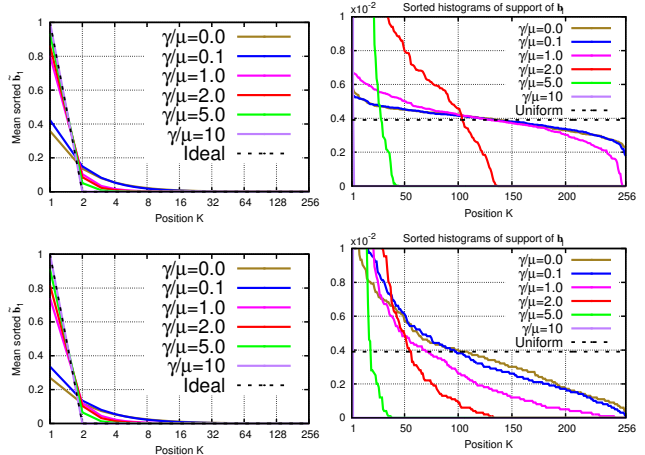 Mean sorted b̃₁
1
0.8
0.6
0.4
0.2
0
1 2 4 8 16 32 64 128 256
Position K
γ/μ=0.0
γ/μ=0.1
γ/μ=1.0
γ/μ=2.0
γ/μ=5.0
γ/μ=10
Ideal
Sorted histograms of support of b̃₁
x10⁻²
1
0.8
0.6
0.4
0.2
0
1 50 100 150 200 256
Position K
γ/μ=0.0
γ/μ=0.1
γ/μ=1.0
γ/μ=2.0
γ/μ=5.0
γ/μ=10
Uniform
Mean sorted b̃₁
1
0.8
0.6
0.4
0.2
0
1 2 4 8 16 32 64 128 256
Position K
γ/μ=0.0
γ/μ=0.1
γ/μ=1.0
γ/μ=2.0
γ/μ=5.0
γ/μ=10
Ideal
Sorted histograms of support of b̃₁
x10⁻²
1
0.8
0.6
0.4
0.2
0
1 50 100 150 200 256
Position K
γ/μ=0.0
γ/μ=0.1
γ/μ=1.0
γ/μ=2.0
γ/μ=5.0
γ/μ=10
Uniform